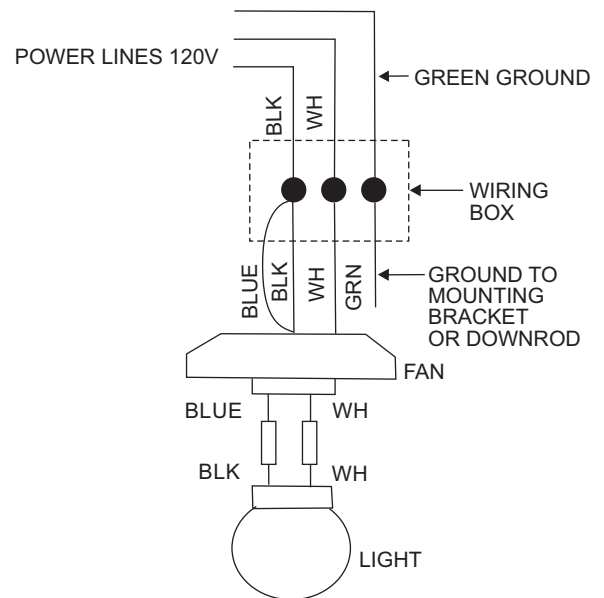 POWER LINES 120V
GREEN GROUND
BLK
WH
WIRING
BOX
BLUE
BLK
WH
GRN
GROUND TO
MOUNTING
BRACKET
OR DOWNROD
FAN
BLUE
WH
BLK
WH
LIGHT